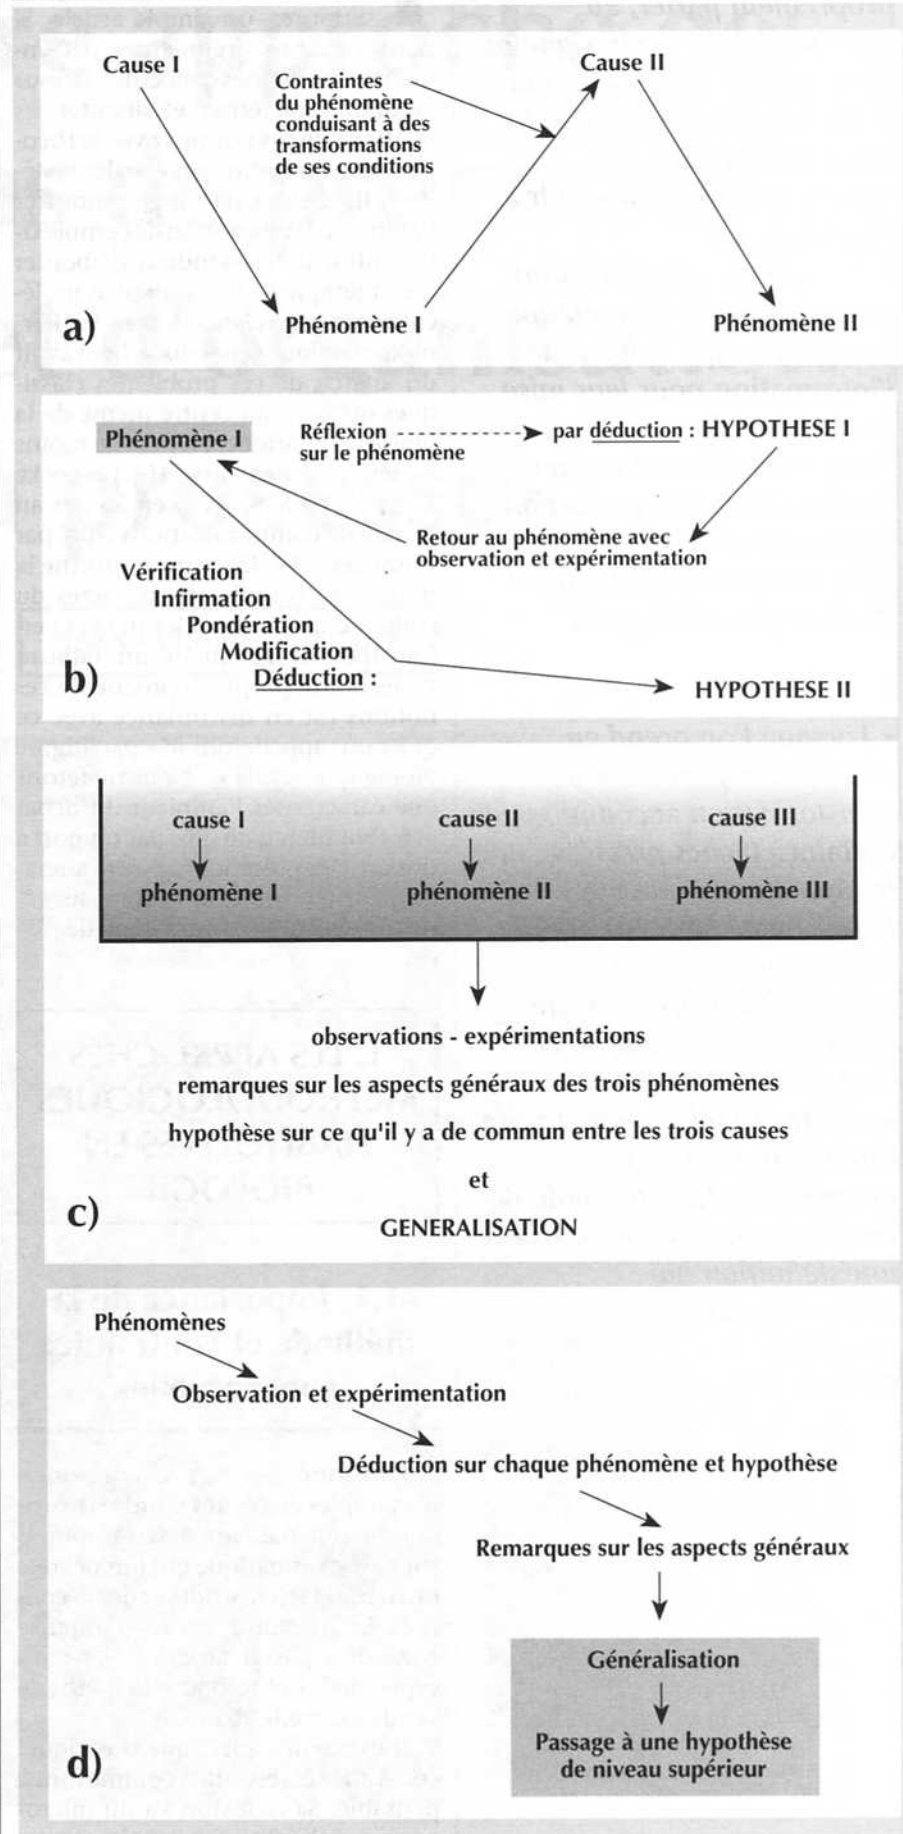 Cause I
Cause II
Contraintes
du phénomène
conduisant à des
transformations
de ses conditions
a)
Phénomène I
Phénomène II
Phénomène I
Réflexion
sur le phénomène
par déduction : HYPOTHESE I
Retour au phénomène avec
observation et expérimentation
Vérification
Infirmation
Pondération
Modification
Déduction :
b)
HYPOTHESE II
cause I
cause II
cause III
phénomène I
phénomène II
phénomène III
observations - expérimentations
remarques sur les aspects généraux des trois phénomènes
hypothèse sur ce qu'il y a de commun entre les trois causes
et
c)
GENERALISATION
Phénomènes
Observation et expérimentation
Déduction sur chaque phénomène et hypothèse
Remarques sur les aspects généraux
Généralisation
Passage à une hypothèse
de niveau supérieur
d)